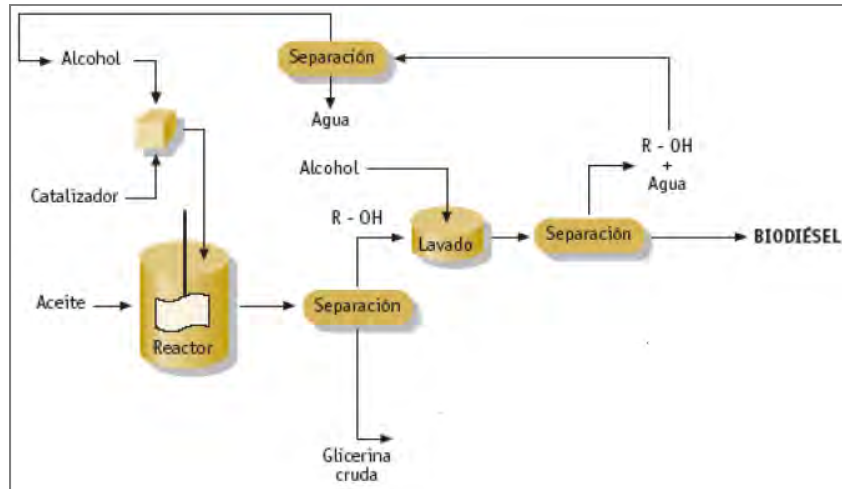 Alcohol
Separación
Agua
R - OH
+
Agua
Catalizador
Alcohol
R - OH
Lavado
Separación
BIODIÉSEL
Aceite
Reactor
Separación
Glicerina
cruda